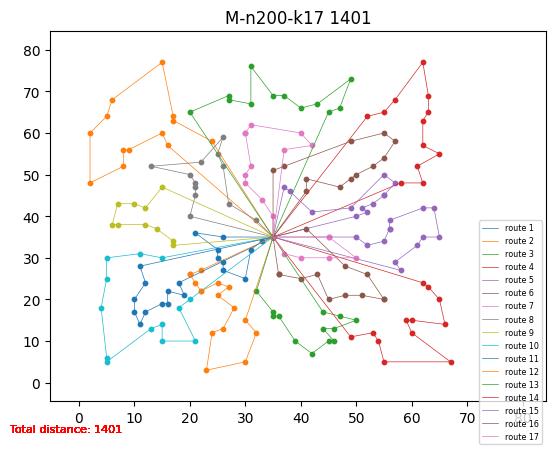 M-n200-k17 1401
80
70
60
50
40
30
20
10
0
0 10 20 30 40 50 60 70 80
route 1
route 2
route 3
route 4
route 5
route 6
route 7
route 8
route 9
route 10
route 11
route 12
route 13
route 14
route 15
route 16
route 17
Total distance: 1401